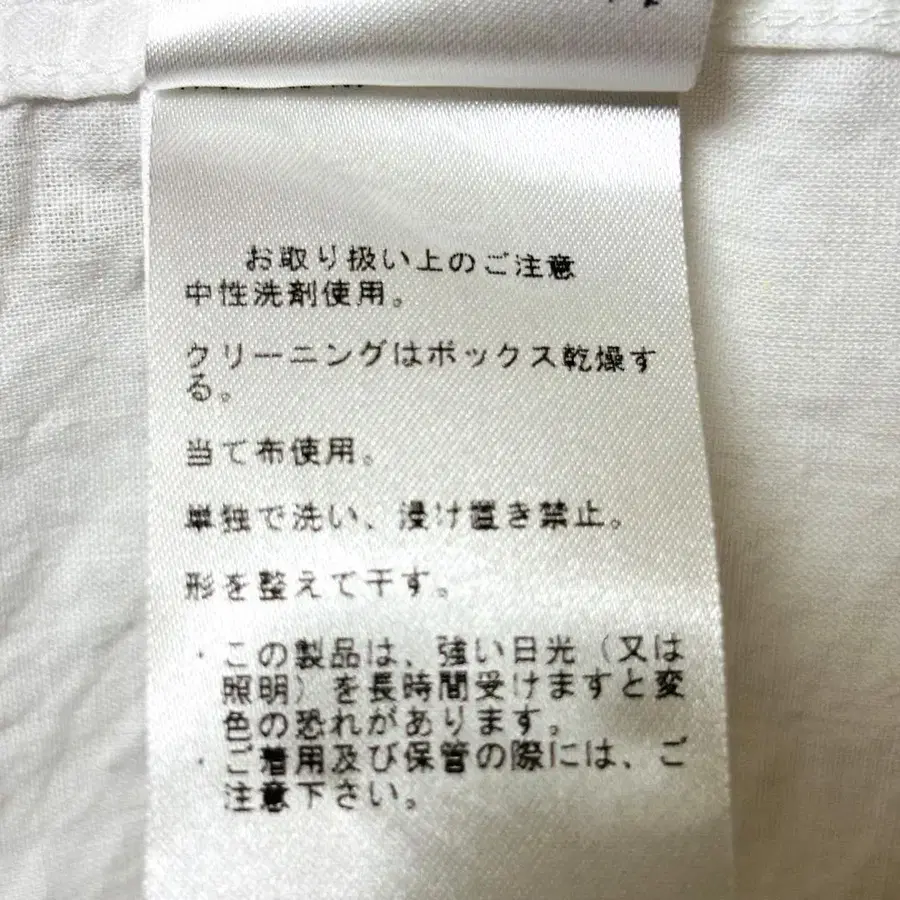 お取り扱い上のご注意
中性洗剤使用。
クリーニングはボックス乾燥す
る。
当て布使用。
単独で洗い、浸け置き禁止。
形を整えて干す。
・この製品は、強い日光（又は
照明）を長時間受けますと変
色の恐れがあります。
・ご着用及び保管の際には、ご
注意下さい。